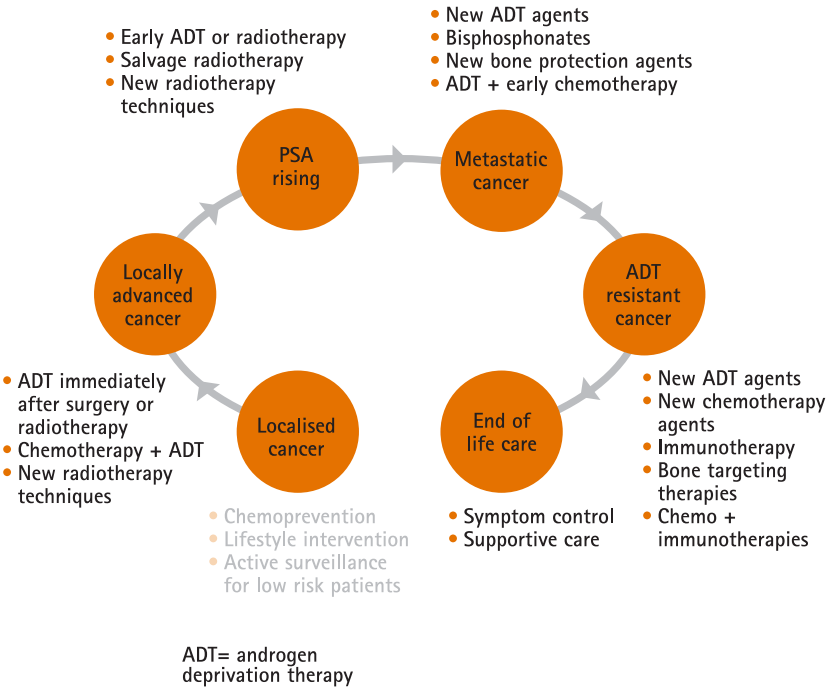 • Early ADT or radiotherapy
• Salvage radiotherapy
• New radiotherapy
techniques
• New ADT agents
• Bisphosphonates
• New bone protection agents
• ADT + early chemotherapy
PSA
rising
Metastatic
cancer
Locally
advanced
cancer
ADT
resistant
cancer
• ADT immediately
after surgery or
radiotherapy
• Chemotherapy + ADT
• New radiotherapy
techniques
Localised
cancer
End of
life care
• New ADT agents
• New chemotherapy
agents
• Immunotherapy
• Bone targeting
therapies
• Chemo +
immunotherapies
• Chemoprevention
• Lifestyle intervention
• Active surveillance
for low risk patients
• Symptom control
• Supportive care
ADT= androgen
deprivation therapy